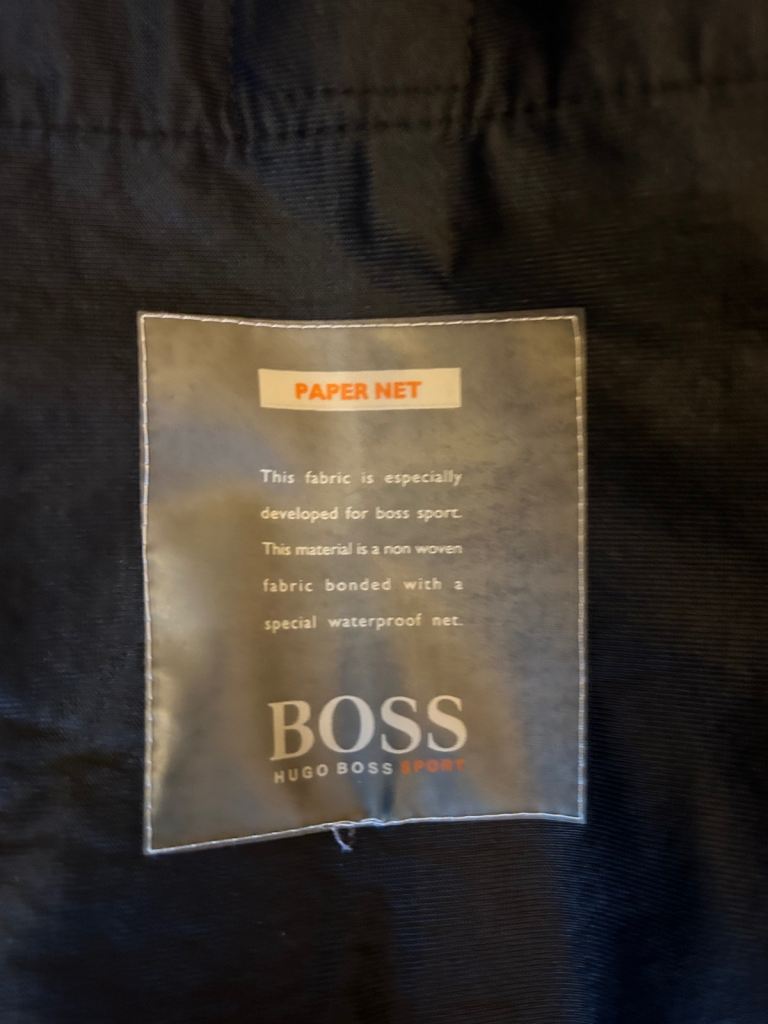 PAPER NET
This fabric is especially
developed for boss sport.
This material is a non woven
fabric bonded with a
special waterproof net.
BOSS
HUGO BOSS SPORT